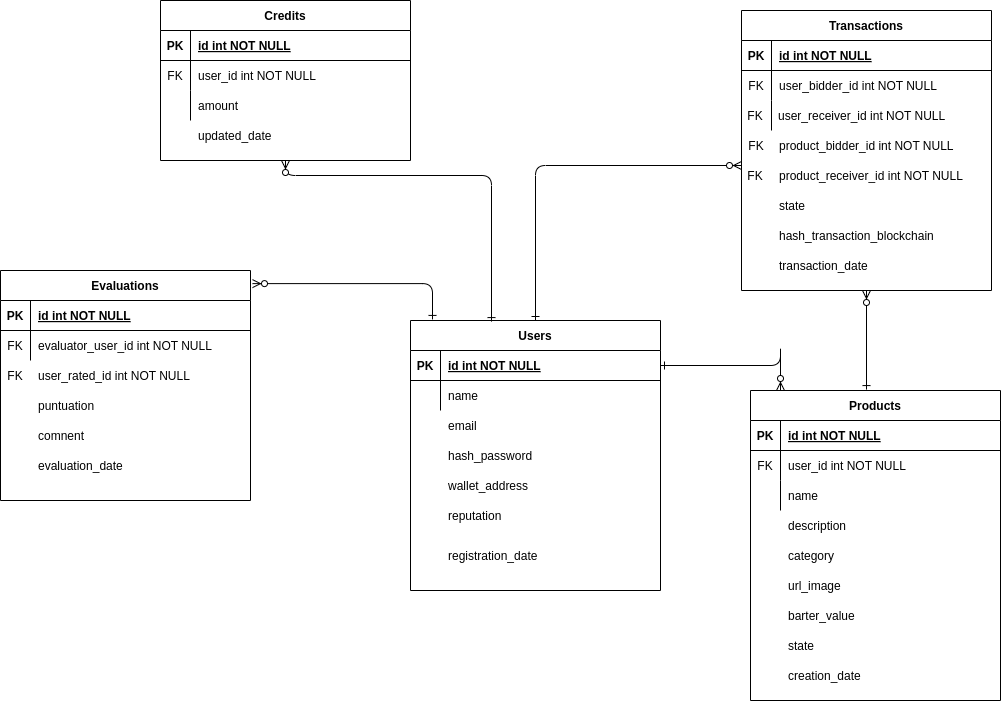 Credits
PK id int NOT NULL
FK user_id int NOT NULL
amount
updated_date
Transactions
PK id int NOT NULL
FK user_bidder_id int NOT NULL
FK user_receiver_id int NOT NULL
FK product_bidder_id int NOT NULL
FK product_receiver_id int NOT NULL
state
hash_transaction_blockchain
transaction_date
Evaluations
PK id int NOT NULL
FK evaluator_user_id int NOT NULL
FK user_rated_id int NOT NULL
puntuation
comnent
evaluation_date
Users
PK id int NOT NULL
name
email
hash_password
wallet_address
reputation
registration_date
Products
PK id int NOT NULL
FK user_id int NOT NULL
name
description
category
url_image
barter_value
state
creation_date